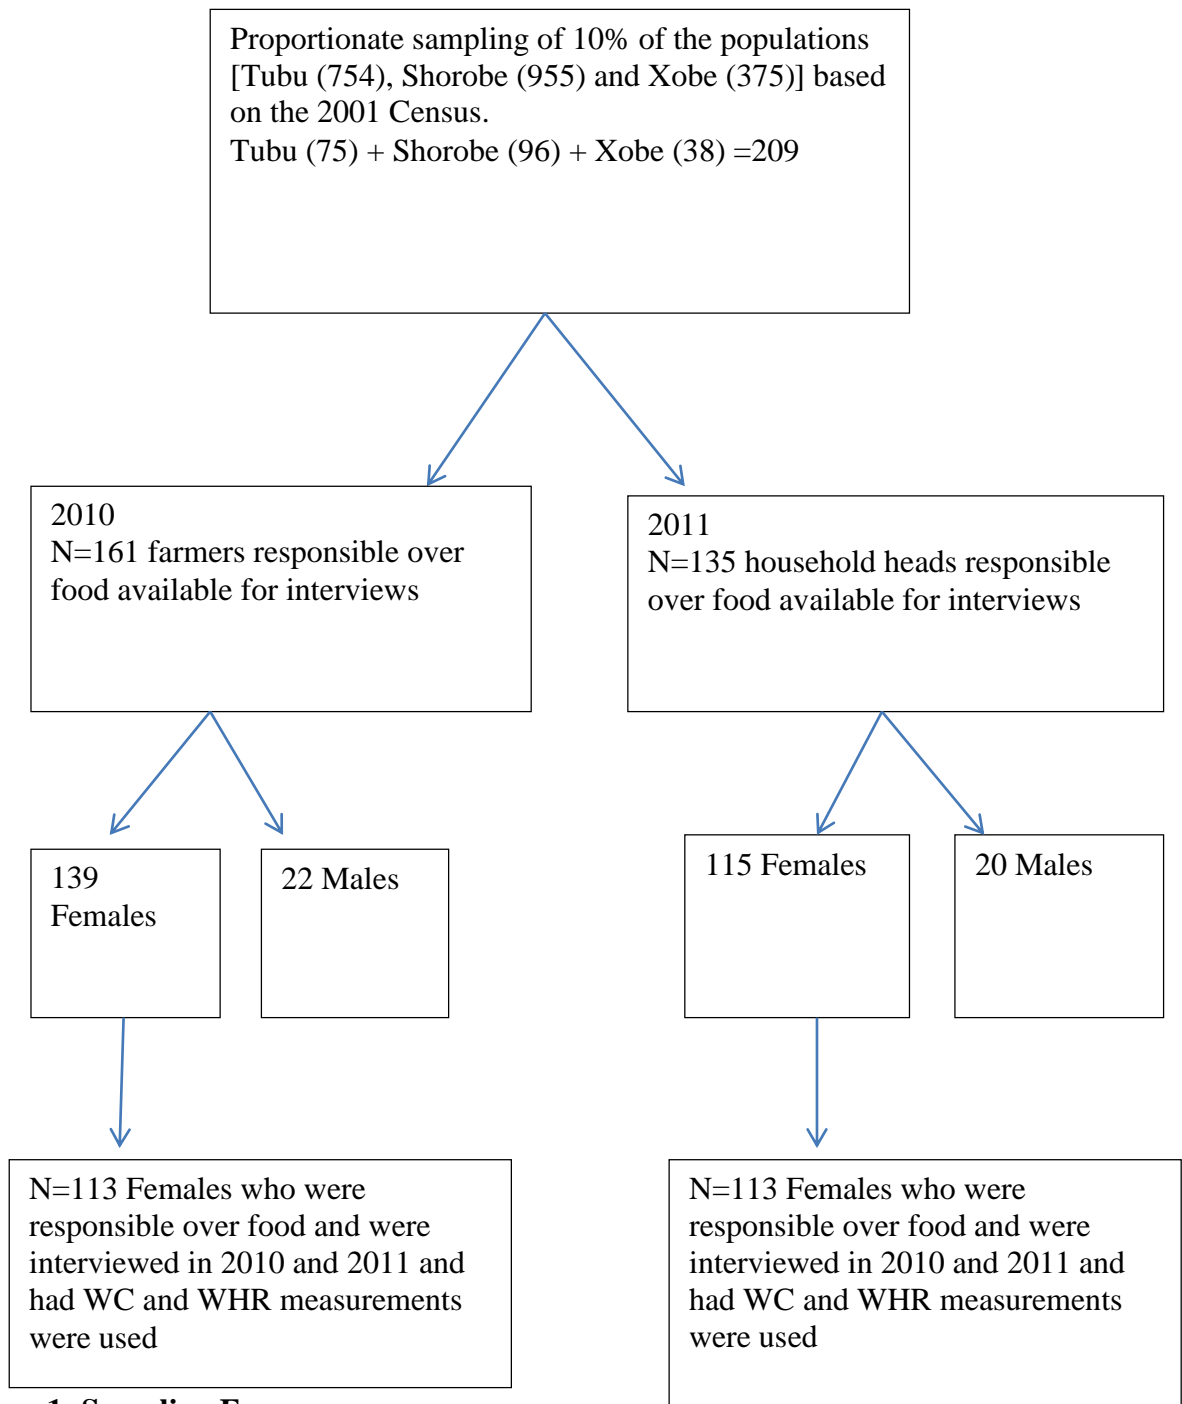 Proportionate sampling of 10% of the populations
[Tubu (754), Shorobe (955) and Xobe (375)] based
on the 2001 Census.
Tubu (75) + Shorobe (96) + Xobe (38) =209
2010
N=161 farmers responsible over
food available for interviews
2011
N=135 household heads responsible
over food available for interviews
139
Females
22 Males
115 Females
20 Males
N=113 Females who were
responsible over food and were
interviewed in 2010 and 2011 and
had WC and WHR measurements
were used
N=113 Females who were
responsible over food and were
interviewed in 2010 and 2011 and
had WC and WHR measurements
were used